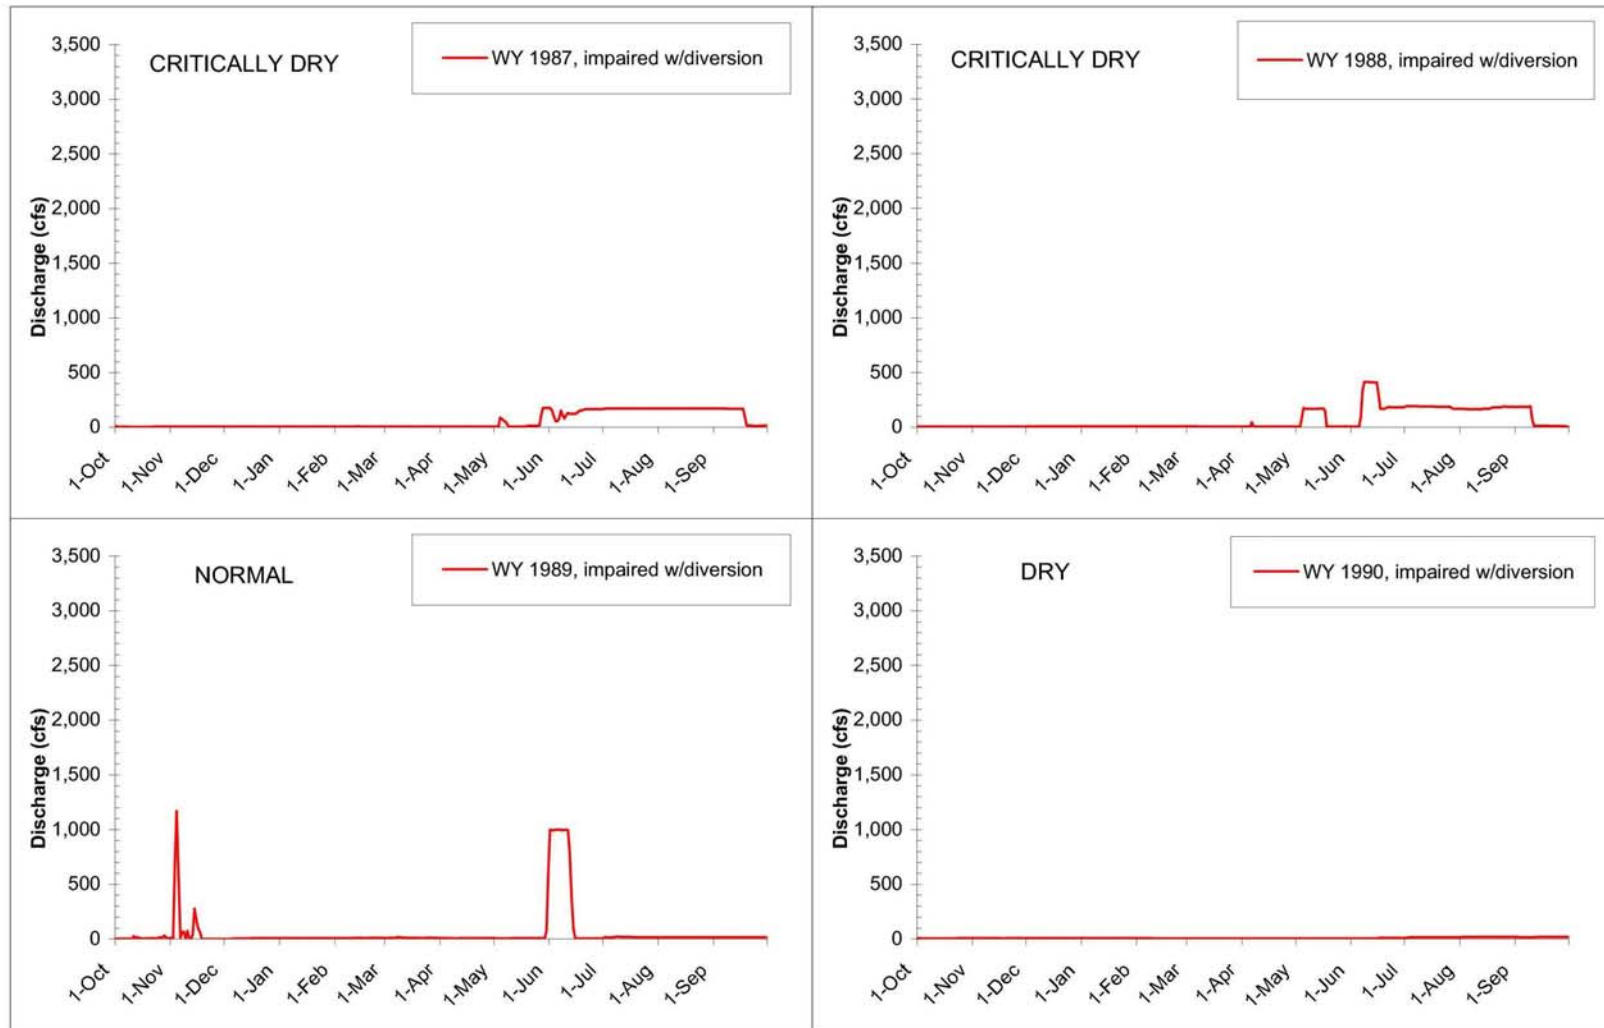 CRITICALLY DRY
WY 1987, impaired w/diversion
Discharge (cfs)
3,500
3,000
2,500
2,000
1,500
1,000
500
0
1-Oct
1-Nov
1-Dec
1-Jan
1-Feb
1-Mar
1-Apr
1-May
1-Jun
1-Jul
1-Aug
1-Sep
CRITICALLY DRY
WY 1988, impaired w/diversion
Discharge (cfs)
3,500
3,000
2,500
2,000
1,500
1,000
500
0
1-Oct
1-Nov
1-Dec
1-Jan
1-Feb
1-Mar
1-Apr
1-May
1-Jun
1-Jul
1-Aug
1-Sep
NORMAL
WY 1989, impaired w/diversion
Discharge (cfs)
3,500
3,000
2,500
2,000
1,500
1,000
500
0
1-Oct
1-Nov
1-Dec
1-Jan
1-Feb
1-Mar
1-Apr
1-May
1-Jun
1-Jul
1-Aug
1-Sep
DRY
WY 1990, impaired w/diversion
Discharge (cfs)
3,500
3,000
2,500
2,000
1,500
1,000
500
0
1-Oct
1-Nov
1-Dec
1-Jan
1-Feb
1-Mar
1-Apr
1-May
1-Jun
1-Jul
1-Aug
1-Sep